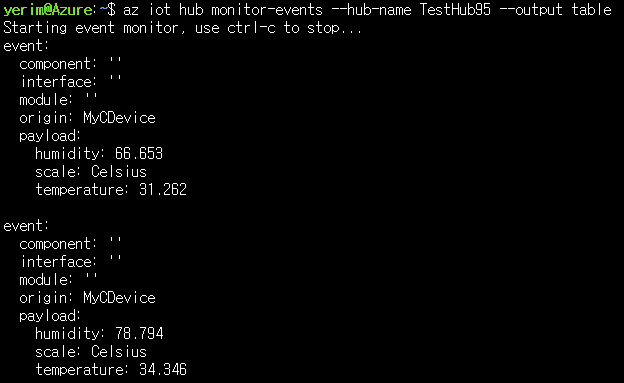 yerim@Azure:~$ az iot hub monitor-events --hub-name TestHub95 --output table
Starting event monitor, use ctrl-c to stop...
event:
  component: ''
  interface: ''
  module: ''
  origin: MyCDevice
  payload:
    humidity: 66.653
    scale: Celsius
    temperature: 31.262

event:
  component: ''
  interface: ''
  module: ''
  origin: MyCDevice
  payload:
    humidity: 78.794
    scale: Celsius
    temperature: 34.346